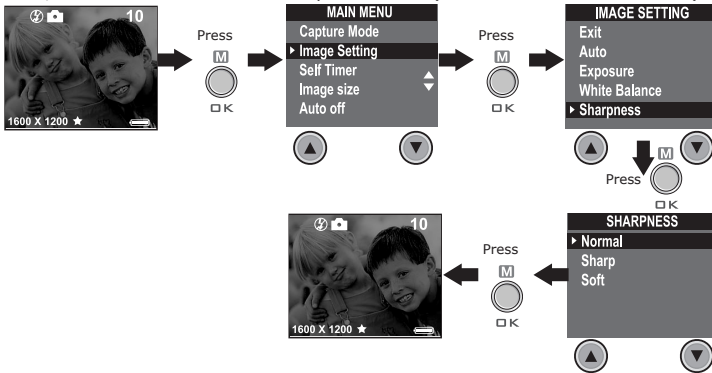 10
1600 X 1200
Press
M
OK
MAIN MENU
Capture Mode
Image Setting
Self Timer
Image size
Auto off
Press
M
OK
IMAGE SETTING
Exit
Auto
Exposure
White Balance
Sharpness
Press
M
OK
SHARPNESS
Normal
Sharp
Soft
Press
M
OK
10
1600 X 1200